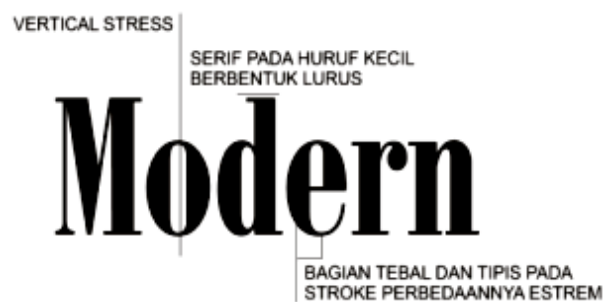 VERTICAL STRESS
SERIF PADA HURUF KECIL
BERBENTUK LURUS
Modern
BAGIAN TEBAL DAN TIPIS PADA
STROKE PERBEDAANNYA ESTREM